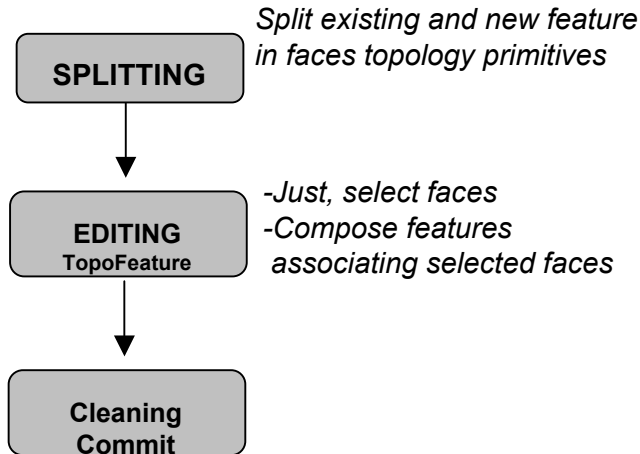 Split existing and new feature
in faces topology primitives
SPLITTING
-Just, select faces
-Compose features
associating selected faces
EDITING
TopoFeature
Cleaning
Commit